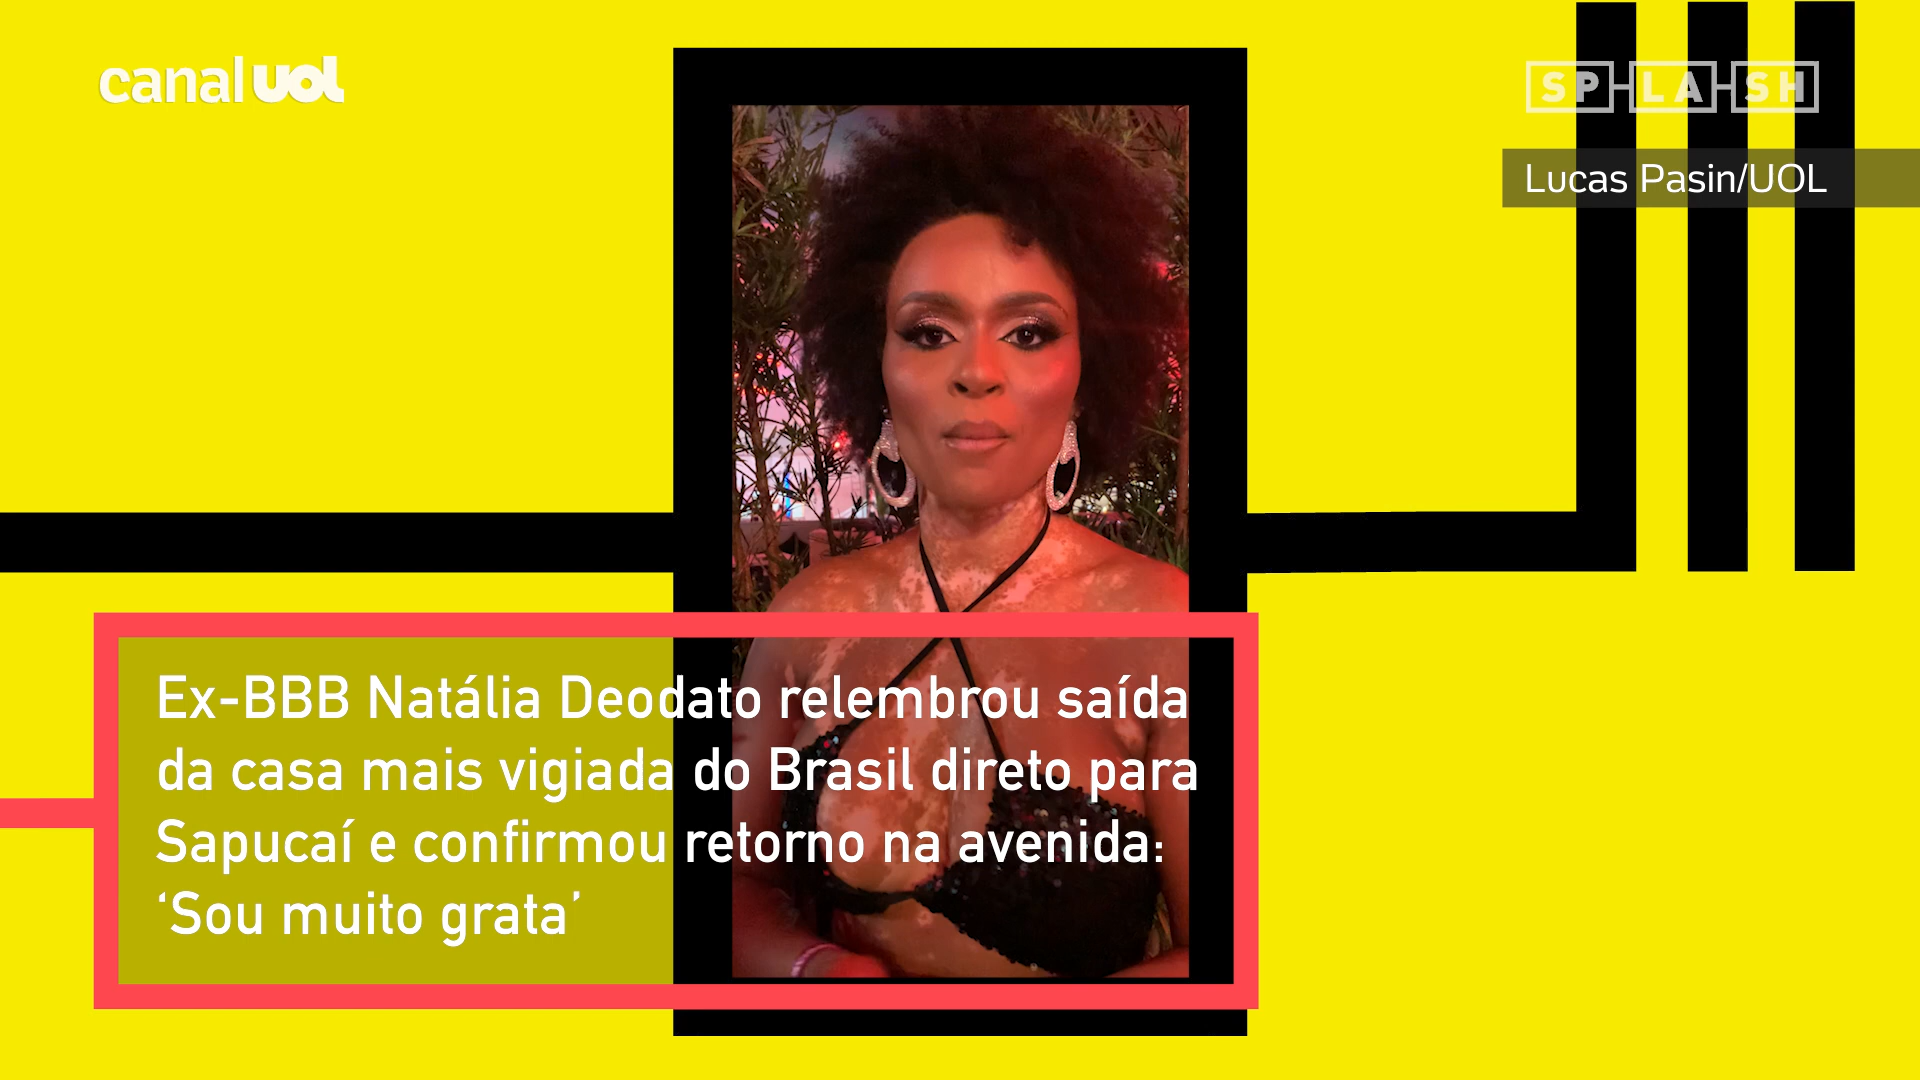 canal uol
SPLASH
Lucas Pasin/UOL
Ex-BBB Natália Deodato relembrou saída
da casa mais vigiada do Brasil direto para
Sapucaí e confirmou retorno na avenida:
‘Sou muito grata’